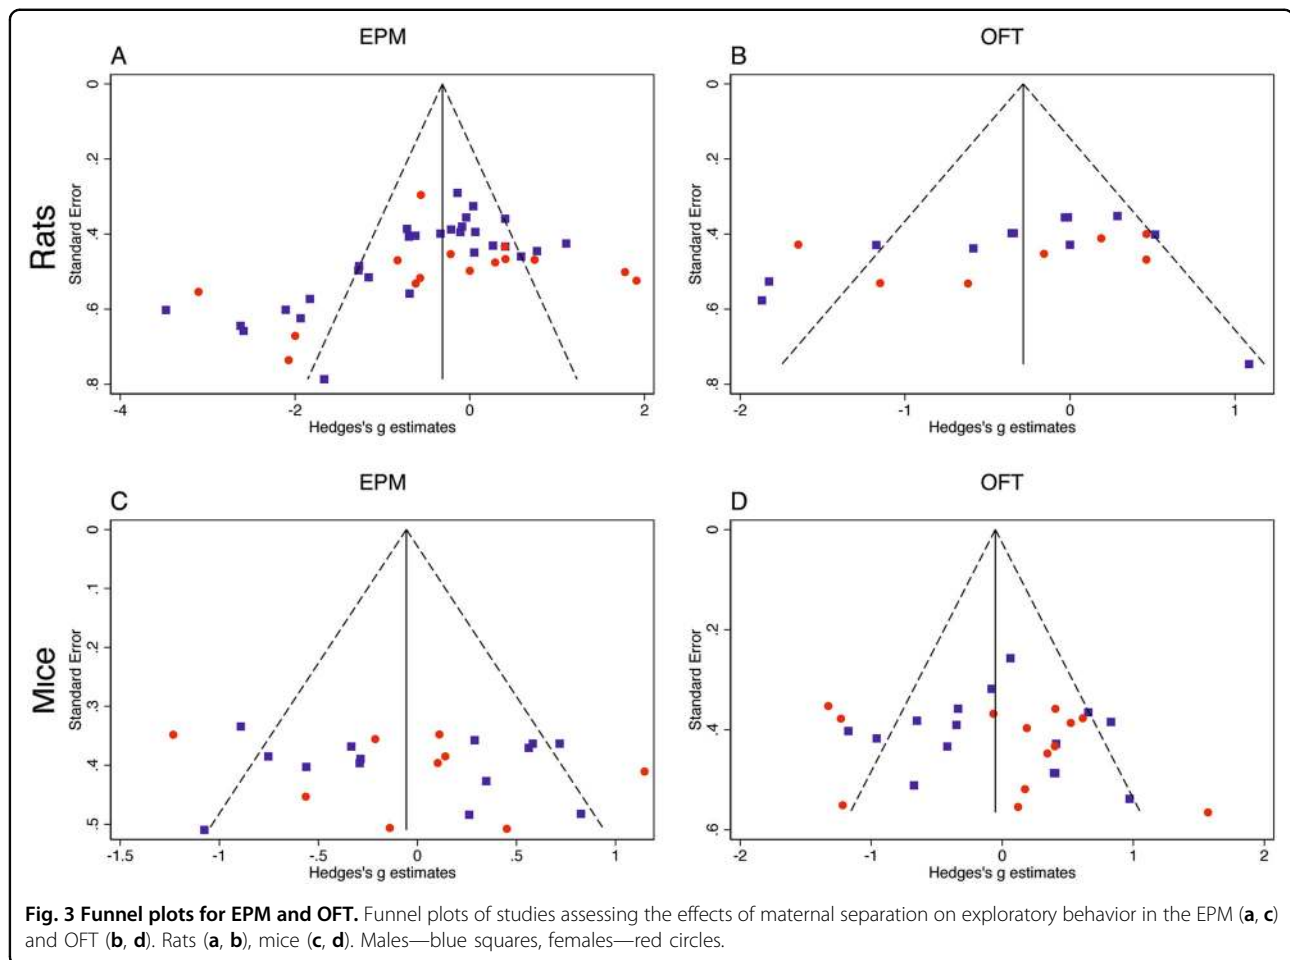 EPM
OFT
A
B
Rats
Standard Error
0
.2
.4
.6
.8
-4
-2
0
2
Hedges's g estimates
Standard Error
0
.2
.4
.6
.8
-2
-1
0
1
Hedges's g estimates
EPM
OFT
C
D
Mice
Standard Error
0
.1
.2
.3
.4
.5
-1.5
-1
-.5
0
.5
1
Hedges's g estimates
Standard Error
0
.2
.4
.6
-2
-1
0
1
2
Hedges's g estimates
Fig. 3 Funnel plots for EPM and OFT. Funnel plots of studies assessing the effects of maternal separation on exploratory behavior in the EPM (a, c)
and OFT (b, d). Rats (a, b), mice (c, d). Males—blue squares, females—red circles.